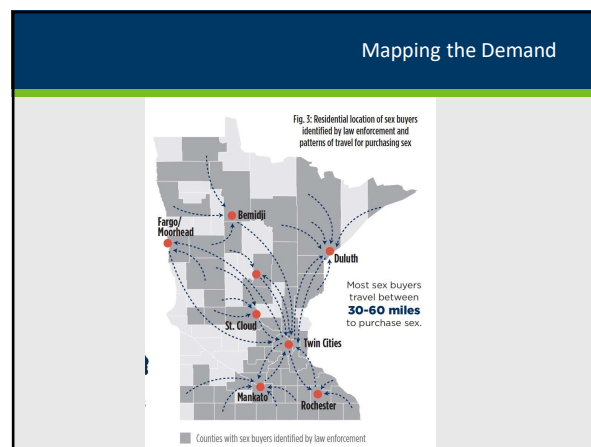 Mapping the Demand
Fig. 3: Residential location of sex buyers
identified by law enforcement and
patterns of travel for purchasing sex
Bemidji
Fargo/
Moorhead
Duluth
Most sex buyers
travel between
30-60 miles
to purchase sex.
St. Cloud
Twin Cities
Mankato
Rochester
Counties with sex buyers identified by law enforcement